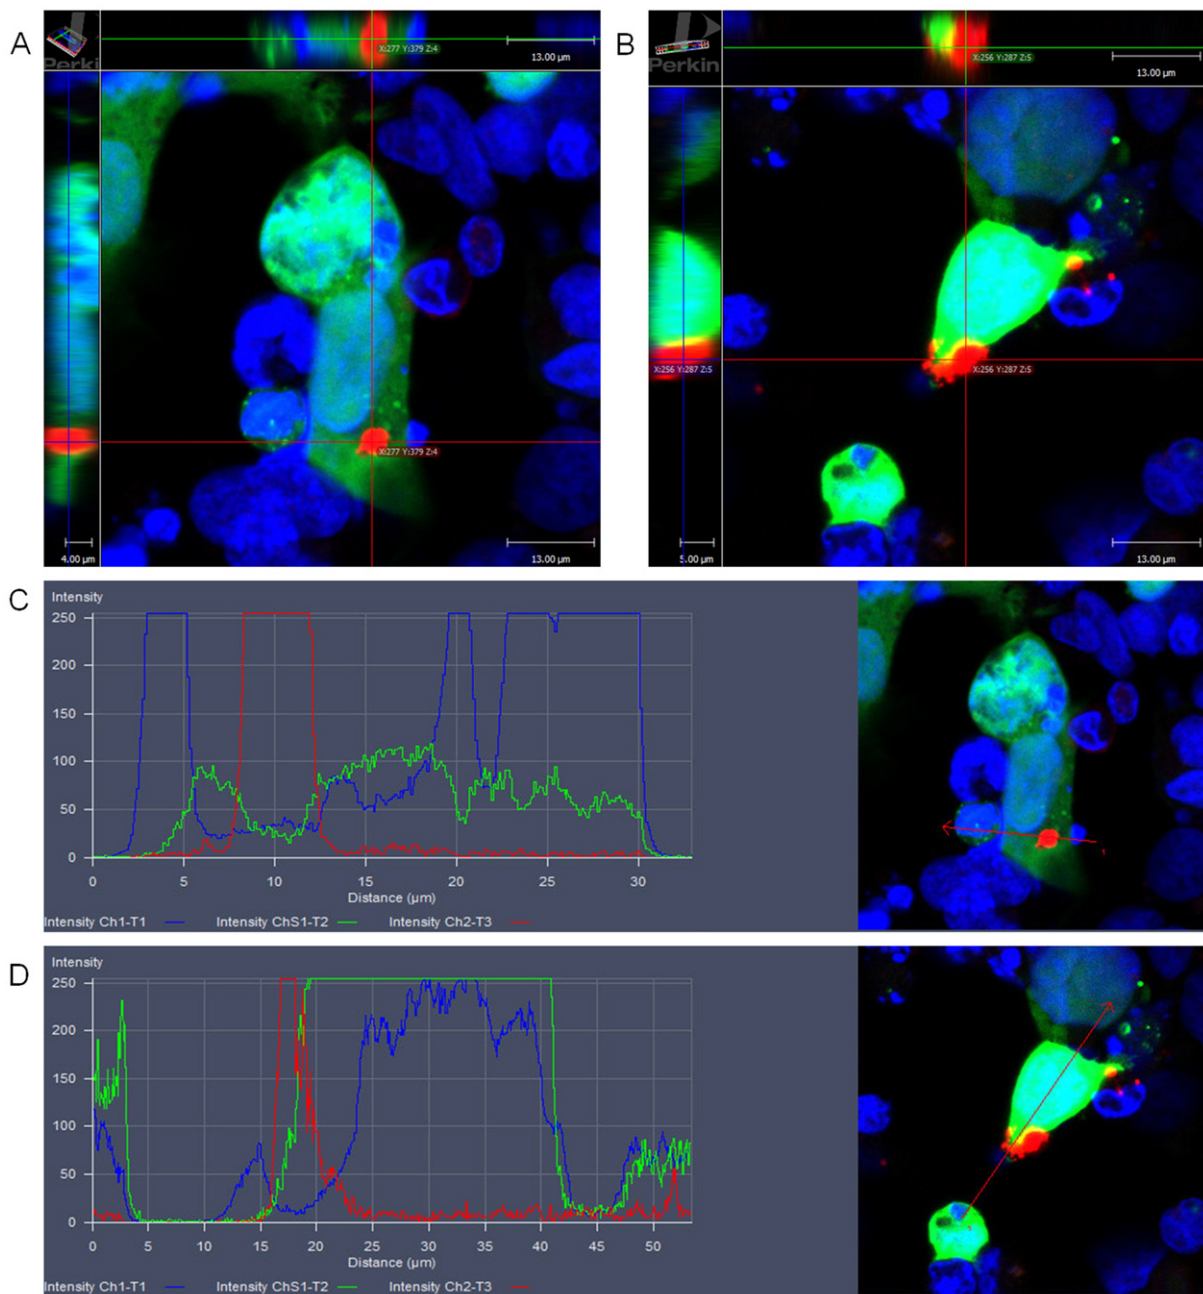 A
Perkin
X:277 Y:379 Z:4
13.00 µm
X:277 Y:379 Z:4
4.00 µm
13.00 µm
B
Perkin
X:256 Y:287 Z:5
13.00 µm
X:256 Y:287 Z:5
X:256 Y:287 Z:5
5.00 µm
13.00 µm
C
Intensity
250
200
150
100
50
0
0 5 10 15 20 25 30
Distance (µm)
Intensity Ch1-T1 Intensity ChS1-T2 Intensity Ch2-T3
D
Intensity
250
200
150
100
50
0
0 5 10 15 20 25 30 35 40 45 50
Distance (µm)
Intensity Ch1-T1 Intensity ChS1-T2 Intensity Ch2-T3